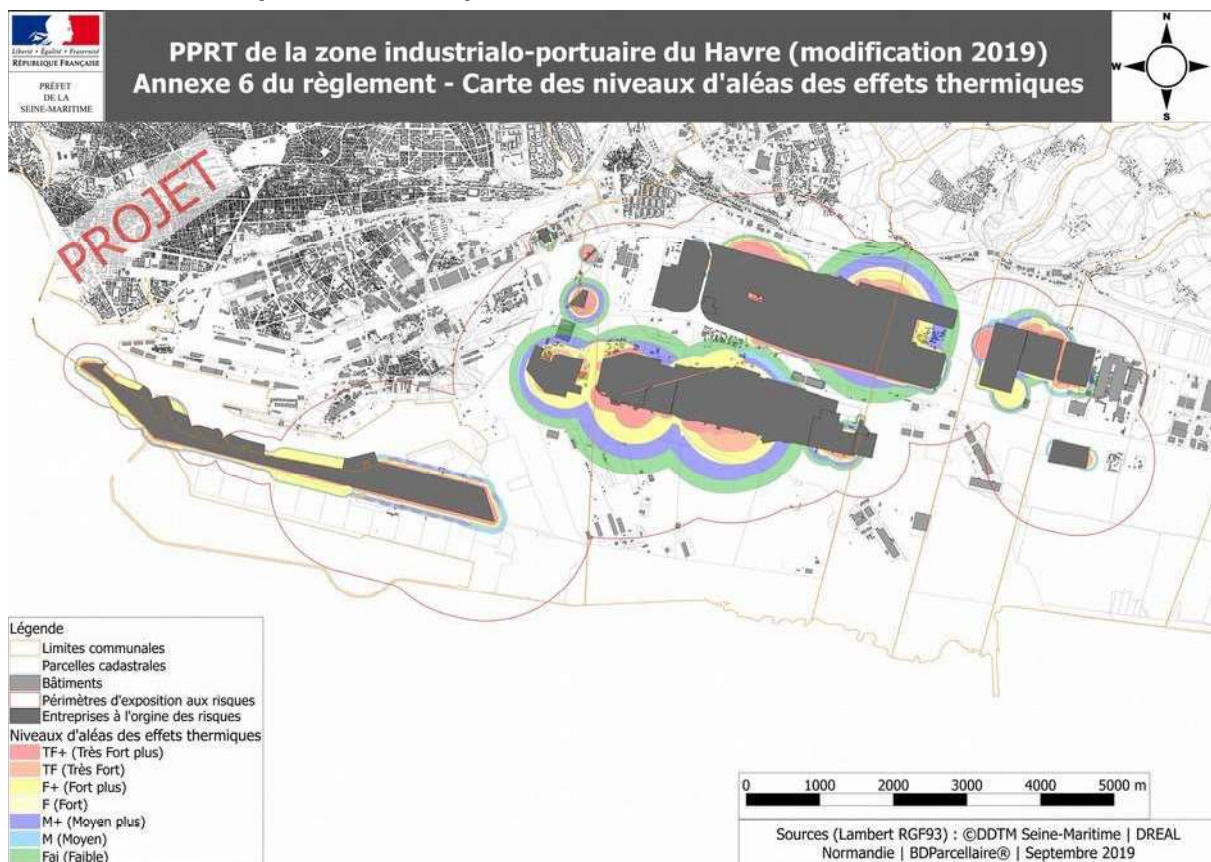 Liberté • Égalité • Fraternité
RÉPUBLIQUE FRANÇAISE
PRÉFET
DE LA
SEINE-MARITIME
PPRT de la zone industrialo-portuaire du Havre (modification 2019)
Annexe 6 du règlement - Carte des niveaux d'aléas des effets thermiques
N
W
S
PROJET
Légende
Limites communales
Parcelles cadastrales
Bâtiments
Périmètres d'exposition aux risques
Entreprises à l'orgine des risques
Niveaux d'aléas des effets thermiques
TF+ (Très Fort plus)
TF (Très Fort)
F+ (Fort plus)
F (Fort)
M+ (Moyen plus)
M (Moyen)
Fai (Faible)
0 1000 2000 3000 4000 5000 m
Sources (Lambert RGF93) : ©DDTM Seine-Maritime | DREAL
Normandie | BDParcellaire® | Septembre 2019